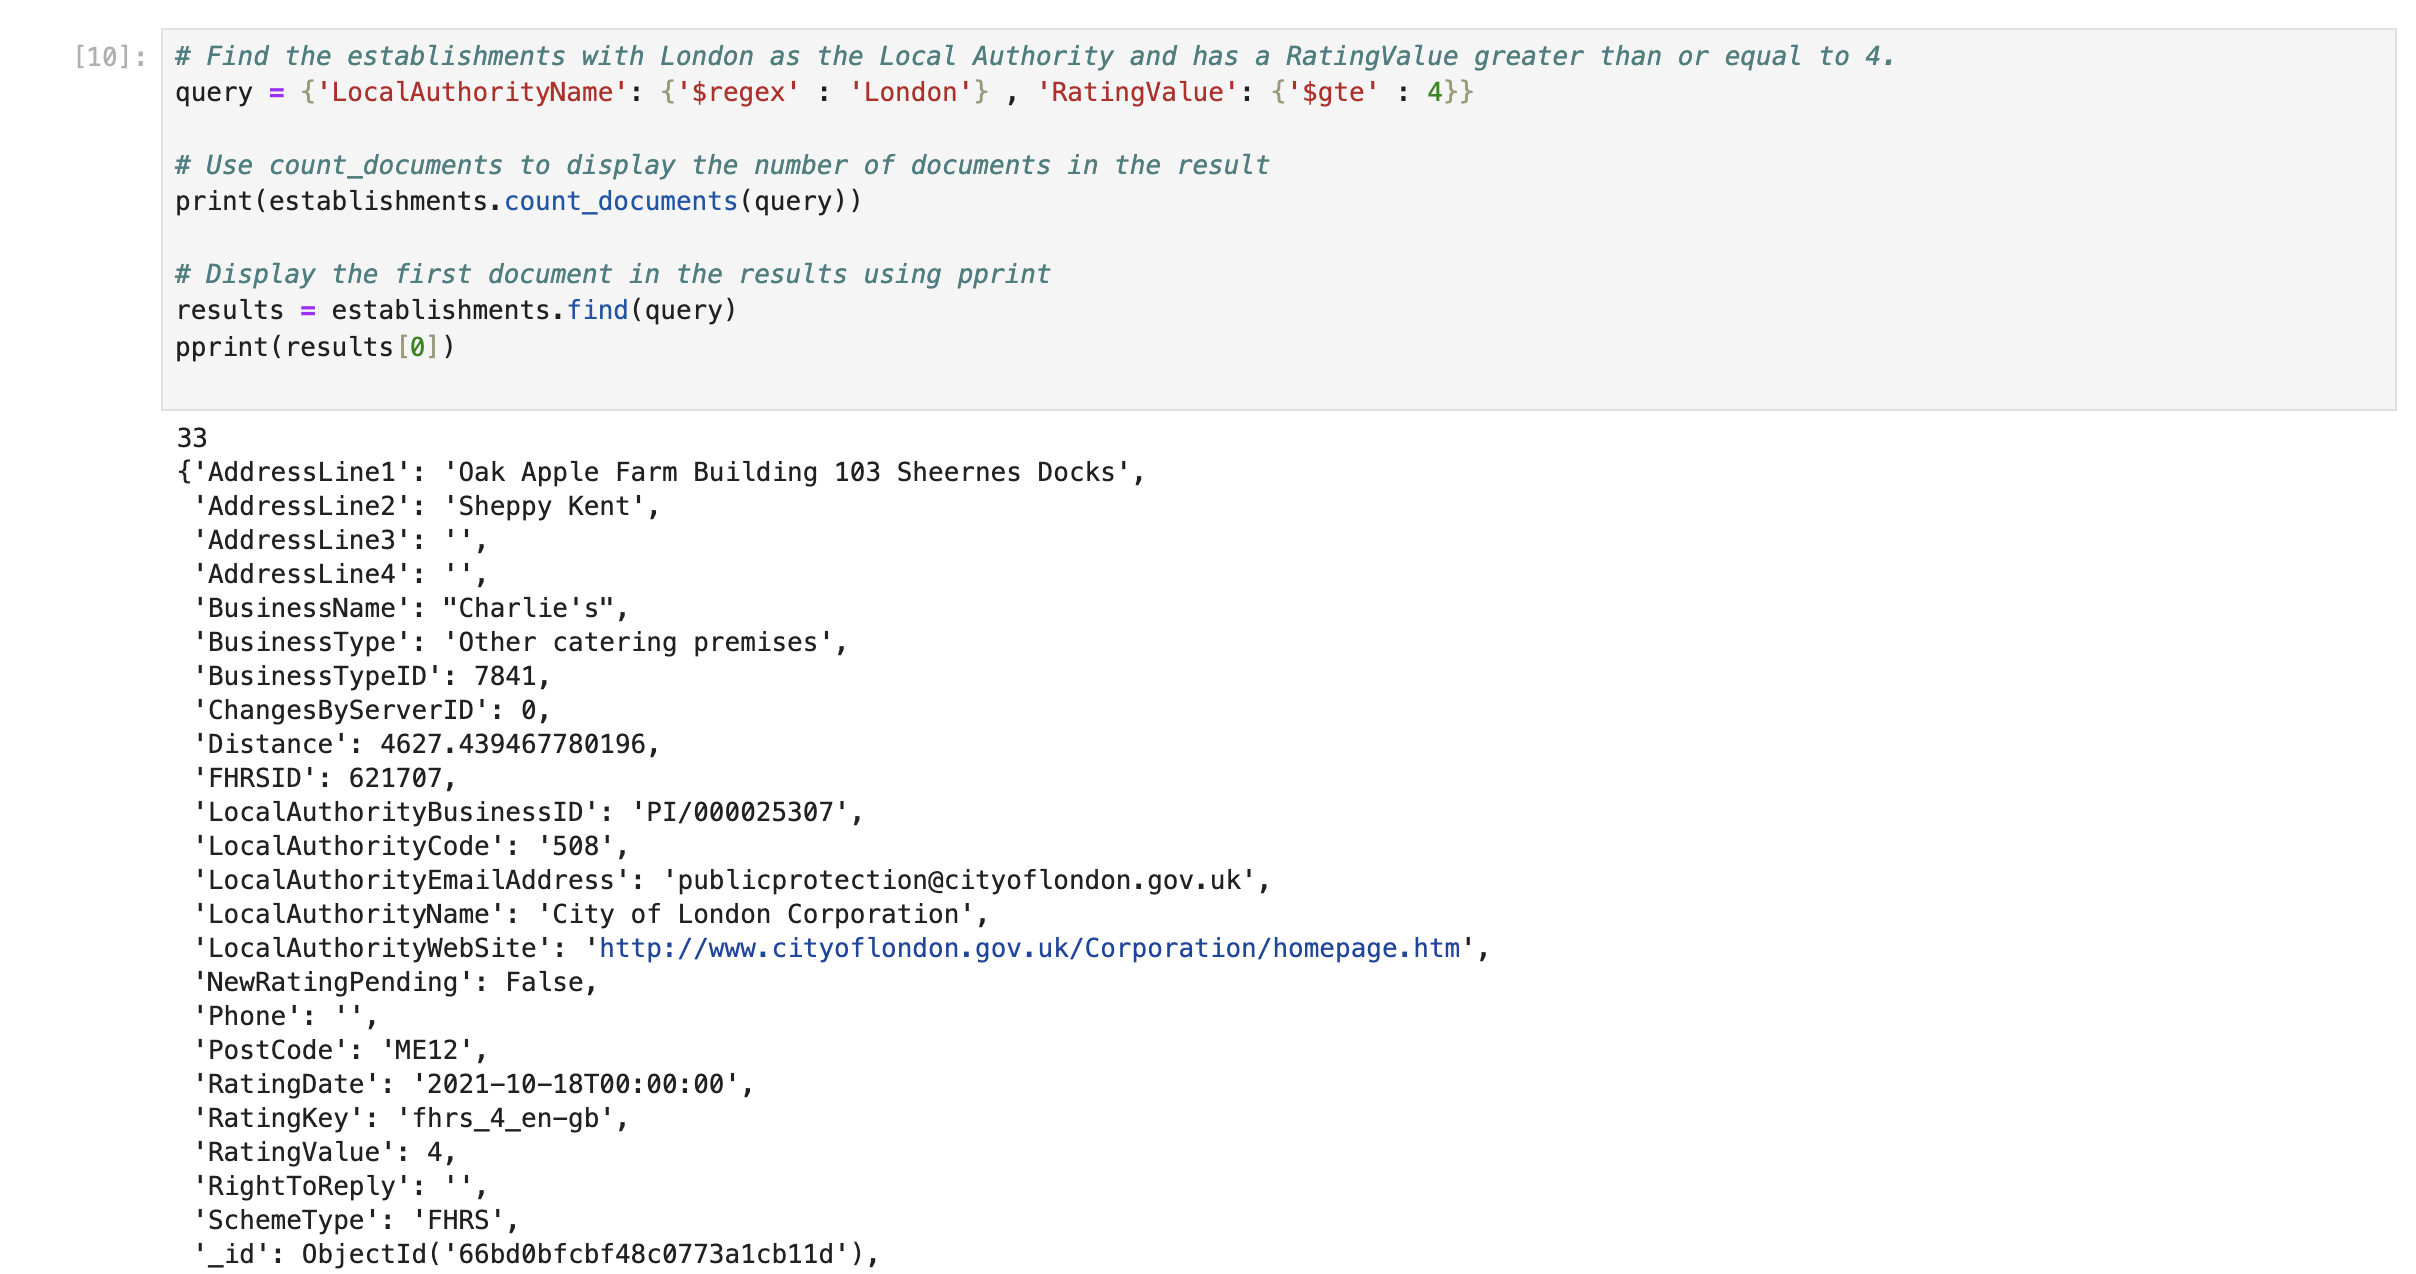 [10]:
# Find the establishments with London as the Local Authority and has a RatingValue greater than or equal to 4.
query = {'LocalAuthorityName': {'$regex' : 'London'} , 'RatingValue': {'$gte' : 4}}
# Use count_documents to display the number of documents in the result
print(establishments.count_documents(query))
# Display the first document in the results using pprint
results = establishments.find(query)
pprint(results[0])
33
{'AddressLine1': 'Oak Apple Farm Building 103 Sheernes Docks',
 'AddressLine2': 'Sheppy Kent',
 'AddressLine3': '',
 'AddressLine4': '',
 'BusinessName': "Charlie's",
 'BusinessType': 'Other catering premises',
 'BusinessTypeID': 7841,
 'ChangesByServerID': 0,
 'Distance': 4627.439467780196,
 'FHRSID': 621707,
 'LocalAuthorityBusinessID': 'PI/000025307',
 'LocalAuthorityCode': '508',
 'LocalAuthorityEmailAddress': 'publicprotection@cityoflondon.gov.uk',
 'LocalAuthorityName': 'City of London Corporation',
 'LocalAuthorityWebSite': 'http://www.cityoflondon.gov.uk/Corporation/homepage.htm',
 'NewRatingPending': False,
 'Phone': '',
 'PostCode': 'ME12',
 'RatingDate': '2021-10-18T00:00:00',
 'RatingKey': 'fhrs_4_en-gb',
 'RatingValue': 4,
 'RightToReply': '',
 'SchemeType': 'FHRS',
 '_id': ObjectId('66bd0bfcbf48c0773a1cb11d'),